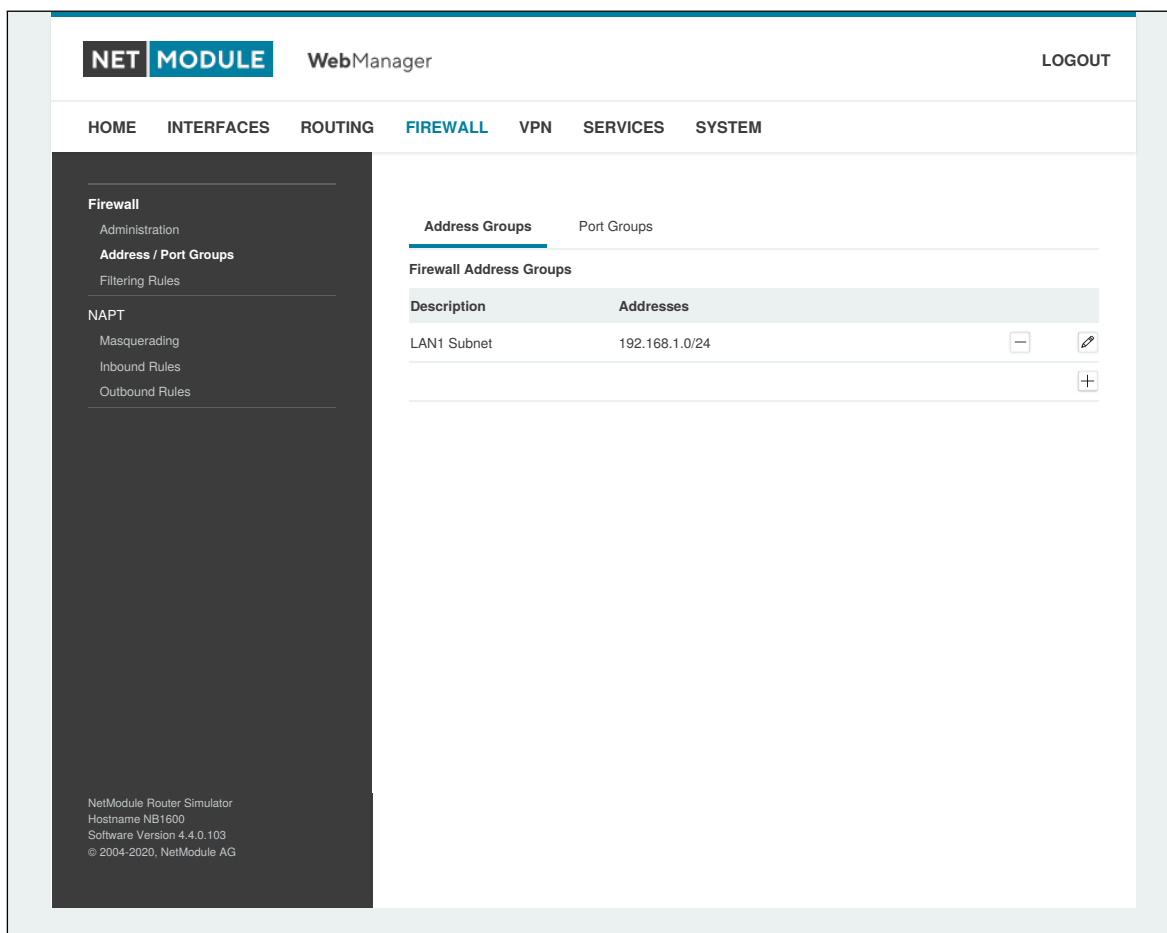 NET MODULE WebManager LOGOUT
HOME INTERFACES ROUTING FIREWALL VPN SERVICES SYSTEM
Firewall
Administration
Address / Port Groups
Filtering Rules
NAPT
Masquerading
Inbound Rules
Outbound Rules
NetModule Router Simulator
Hostname NB1600
Software Version 4.4.0.103
© 2004-2020, NetModule AG
Address Groups Port Groups
Firewall Address Groups
Description Addresses
LAN1 Subnet 192.168.1.0/24